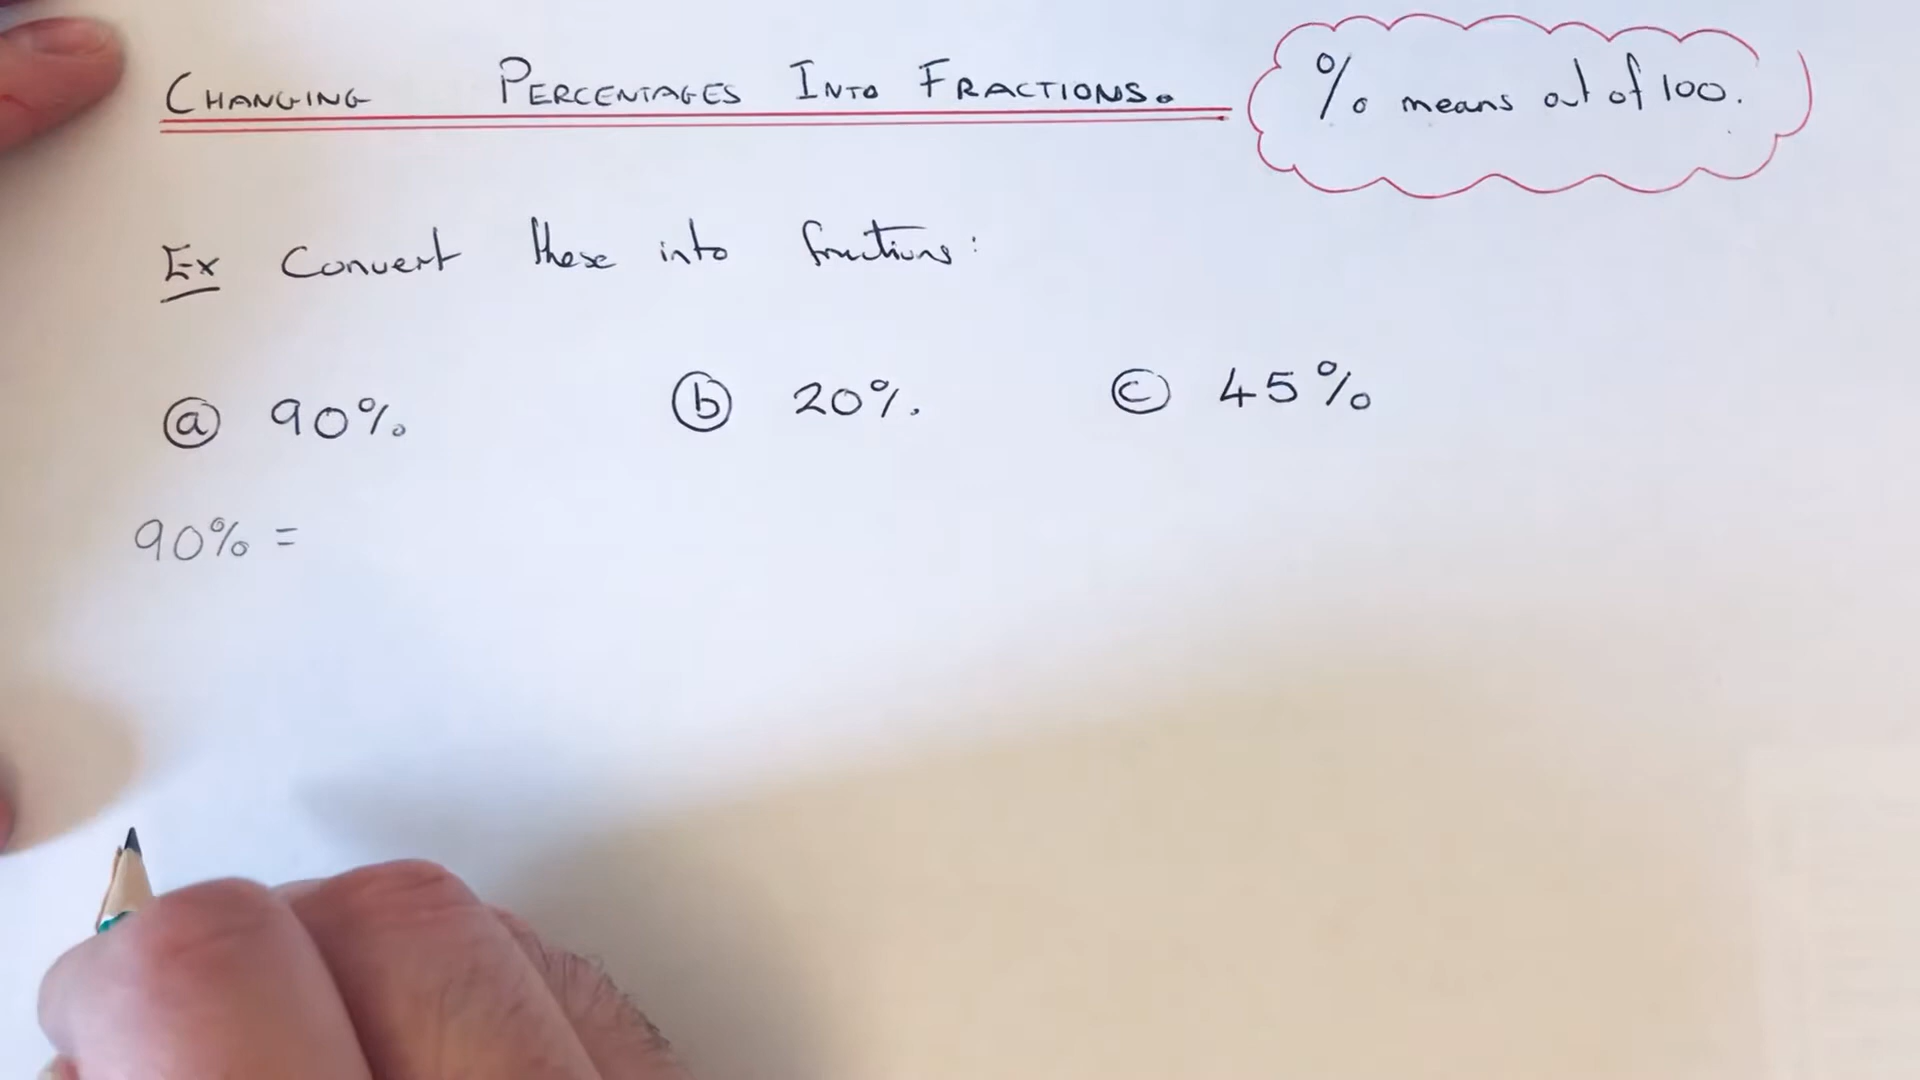 CHANGING PERCENTAGES INTO FRACTIONS.
% means out of 100.
Ex Convert these into fractions:
ⓐ 90% ⓑ 20%. ⓒ 45%
90% =